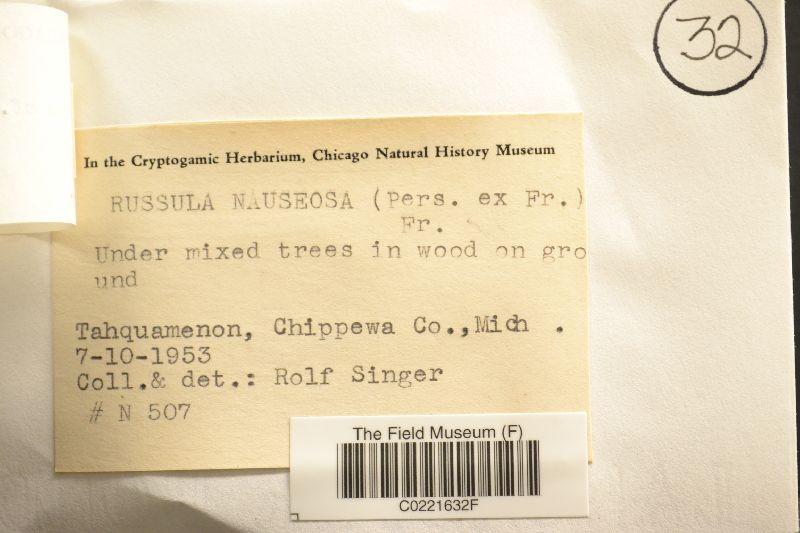 32
In the Cryptogamic Herbarium, Chicago Natural History Museum
RUSSULA NAUSEOSA (Pers. ex Fr.)
Fr.
Under mixed trees in wood on gro
und
Tahquamenon, Chippewa Co., Mich .
7-10-1953
Coll.& det.: Rolf Singer
# N 507
The Field Museum (F)
C0221632F